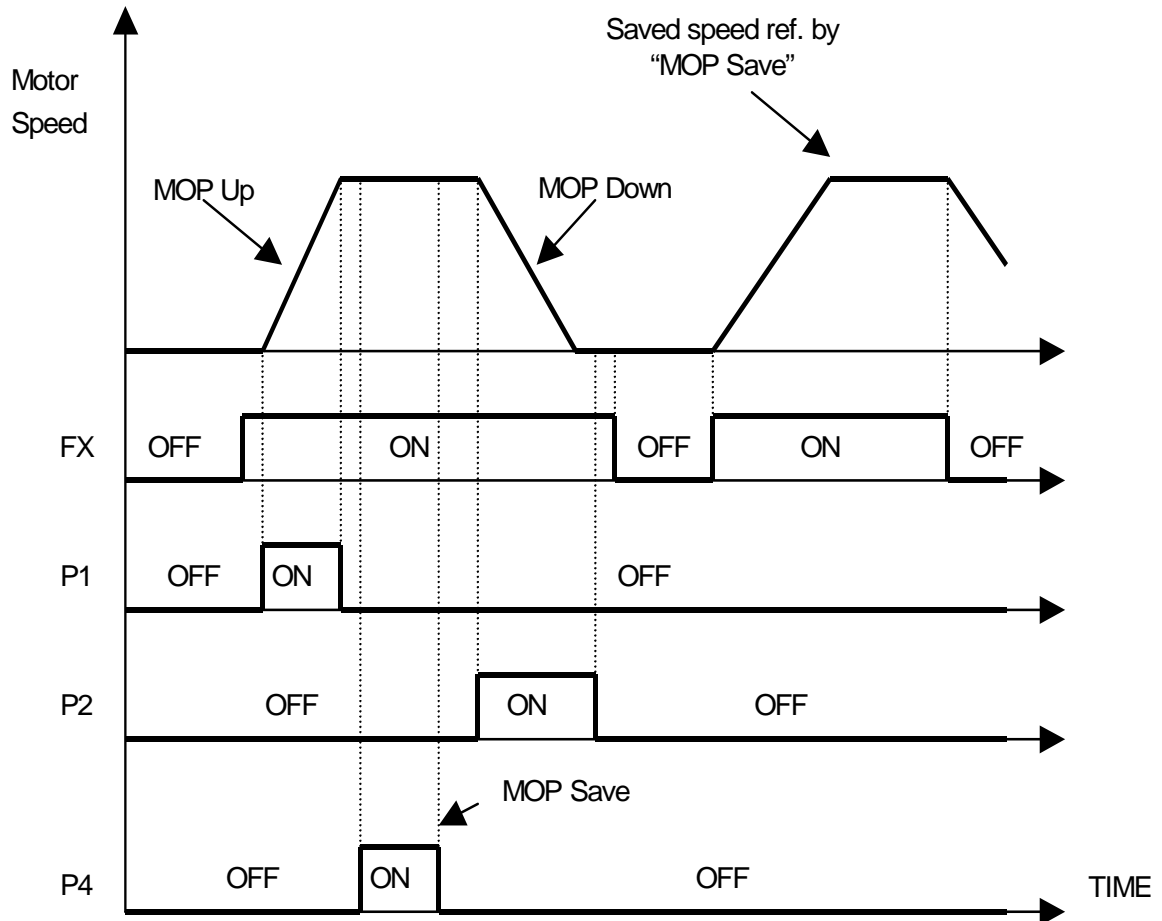 Saved speed ref. by
“MOP Save”
Motor
Speed
MOP Up
MOP Down
FX
OFF
ON
OFF
ON
OFF
P1
OFF
ON
OFF
P2
OFF
ON
OFF
MOP Save
P4
OFF
ON
OFF
TIME